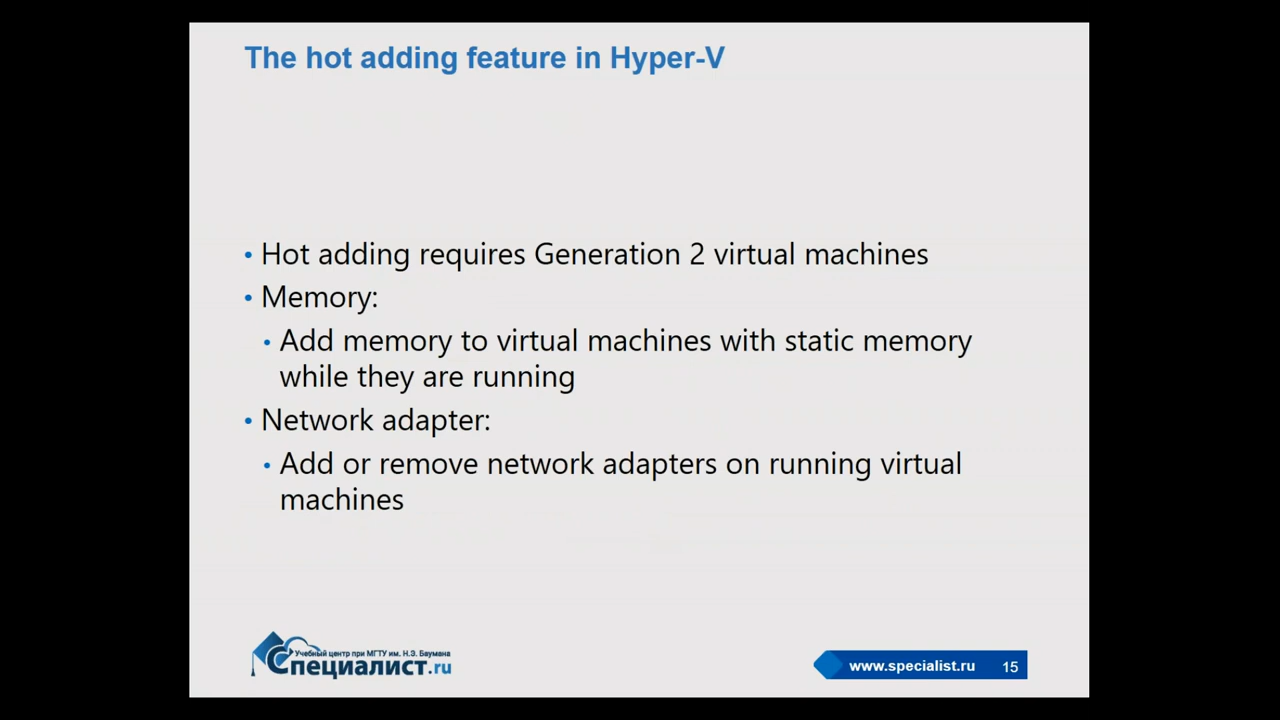 The hot adding feature in Hyper-V
• Hot adding requires Generation 2 virtual machines
• Memory:
• Add memory to virtual machines with static memory
while they are running
• Network adapter:
• Add or remove network adapters on running virtual
machines
Учебный центр при МГТУ им. Н.Э. Баумана
Специалист.ru
www.specialist.ru 15